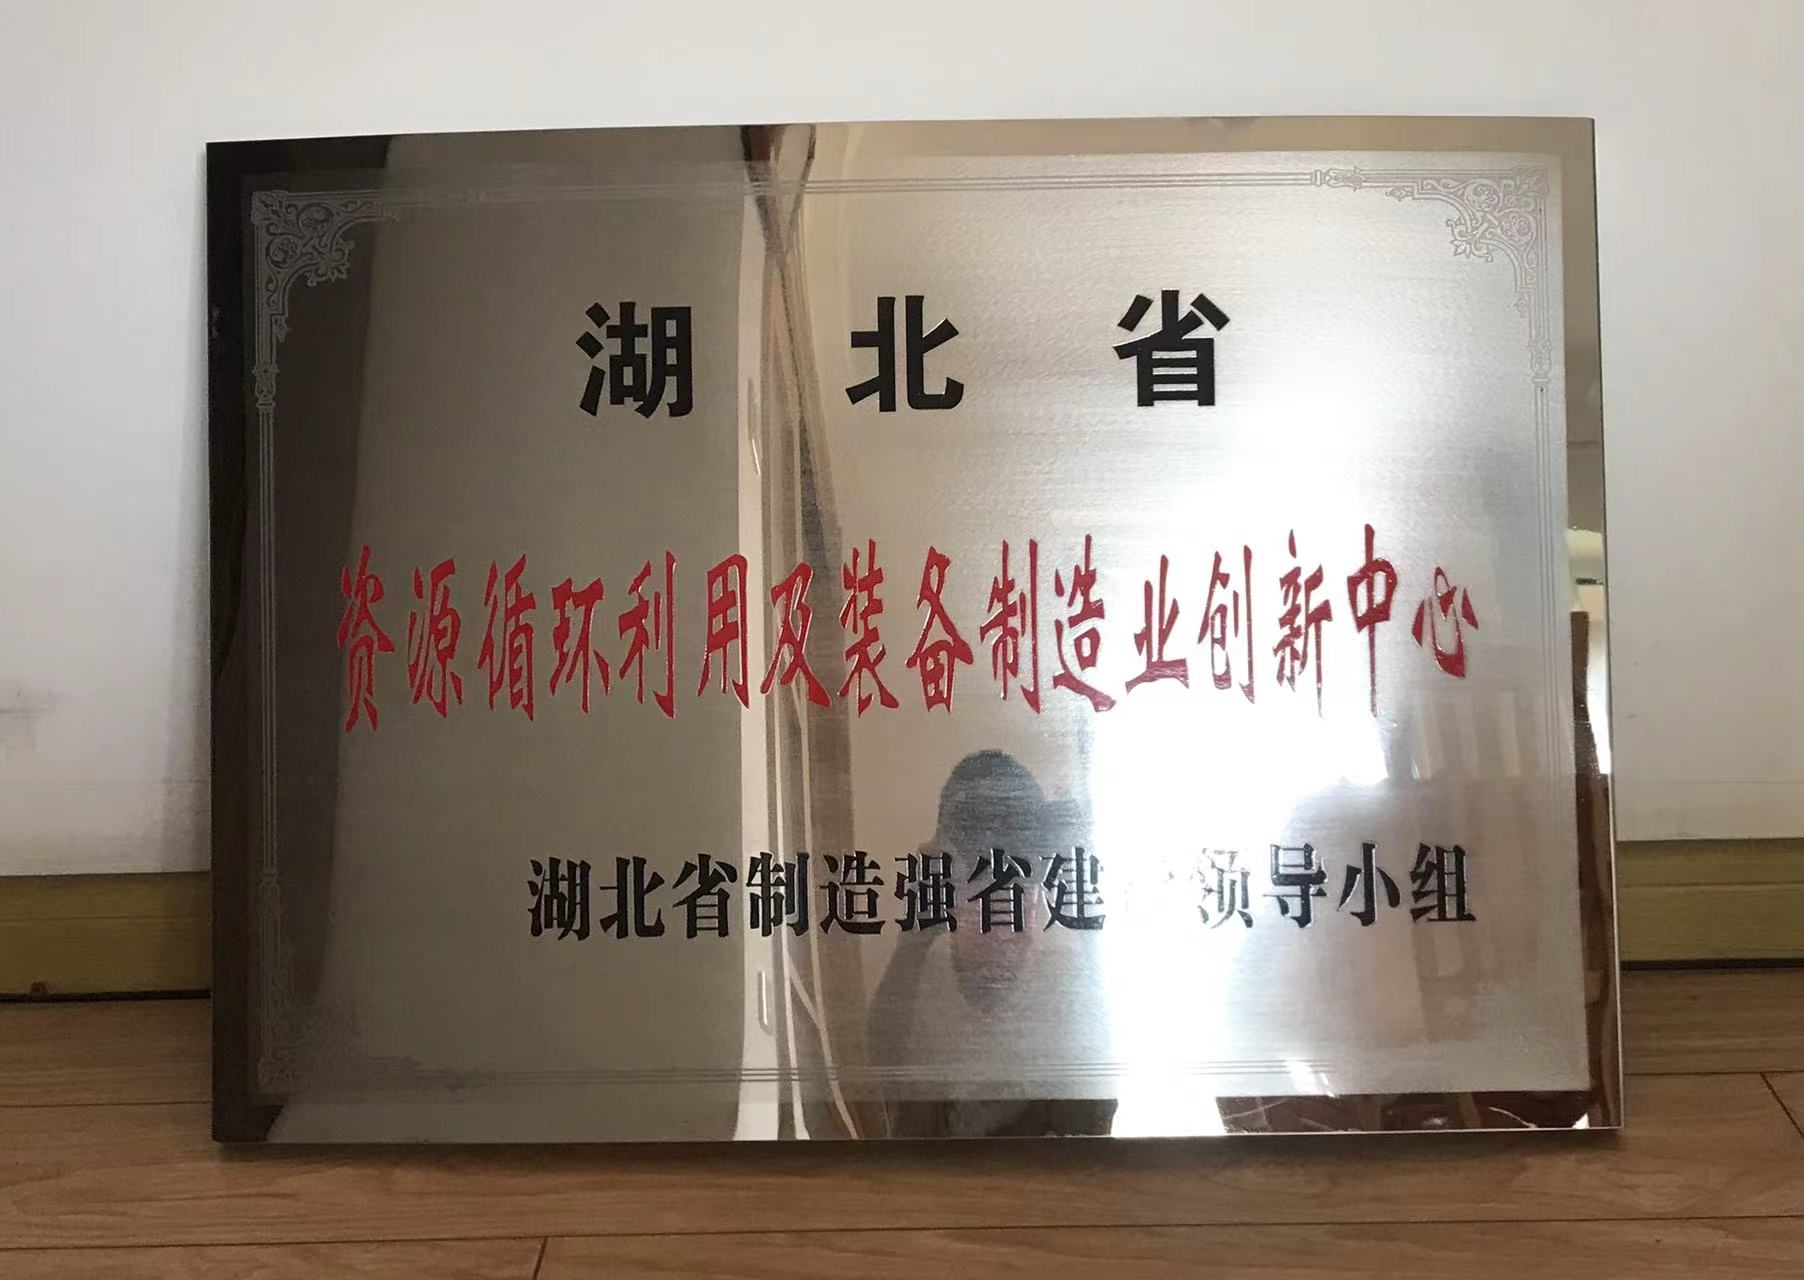 湖北省
资源循环利用及装备制造业创新中心
湖北省制造强省建设领导小组